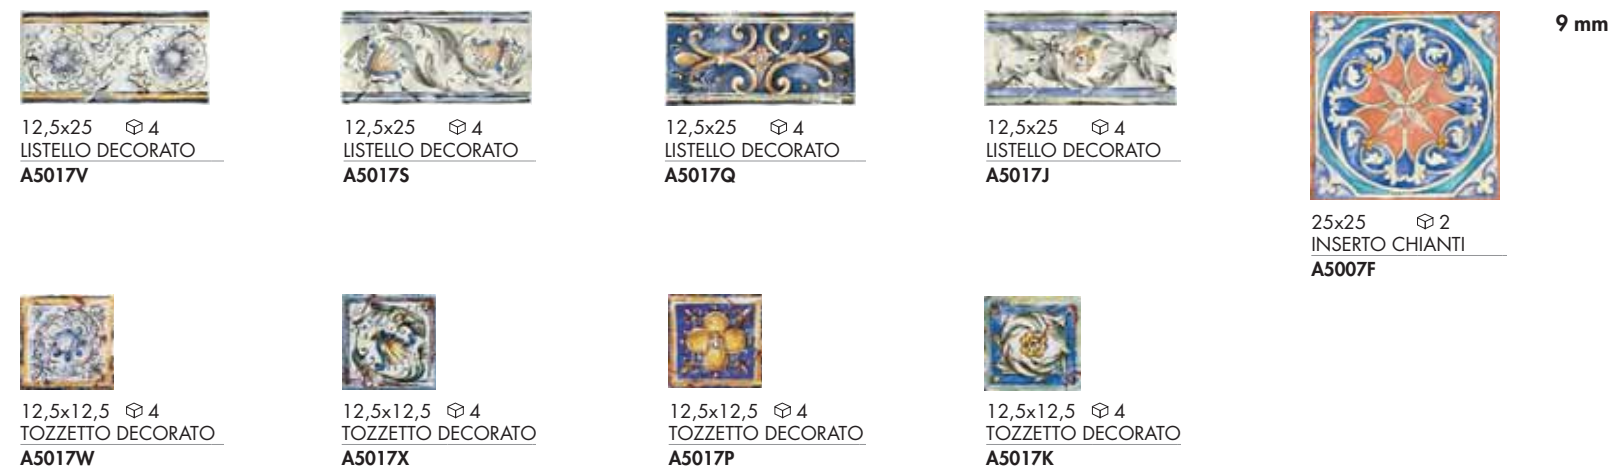 9 mm
12,5x25 4
LISTELLO DECORATO
A5017V
12,5x25 4
LISTELLO DECORATO
A5017S
12,5x25 4
LISTELLO DECORATO
A5017Q
12,5x25 4
LISTELLO DECORATO
A5017J
25x25 2
INSERTO CHIANTI
A5007F
12,5x12,5 4
TOZZETTO DECORATO
A5017W
12,5x12,5 4
TOZZETTO DECORATO
A5017X
12,5x12,5 4
TOZZETTO DECORATO
A5017P
12,5x12,5 4
TOZZETTO DECORATO
A5017K